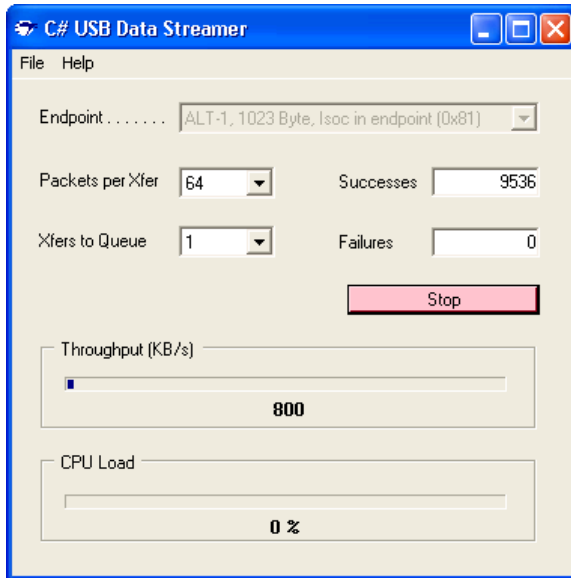 C# USB Data Streamer
File Help
Endpoint . . . . . . . ALT-1, 1023 Byte, Isoc in endpoint (0x81)
Packets per Xfer 64 Successes 9536
Xfers to Queue 1 Failures 0
Stop
Throughput (KB/s)
800
CPU Load
0 %